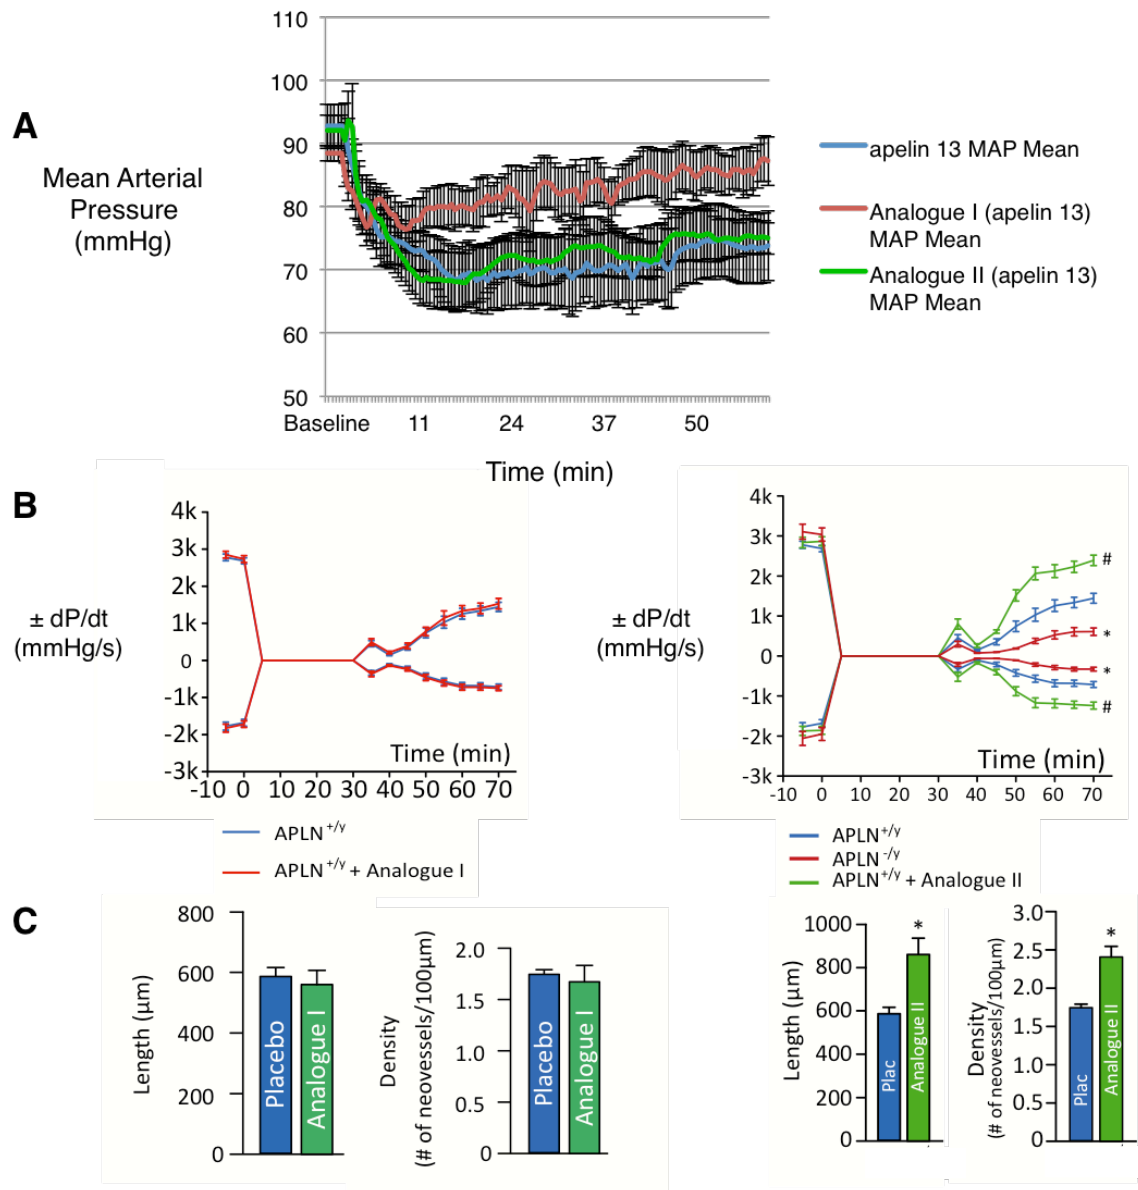 A
Mean Arterial
Pressure
(mmHg)
110
100
90
80
70
60
50
Baseline 11 24 37 50
Time (min)
apelin 13 MAP Mean
Analogue I (apelin 13)
MAP Mean
Analogue II (apelin 13)
MAP Mean
B
± dP/dt
(mmHg/s)
4k
3k
2k
1k
0
-1k
-2k
-3k
Time (min)
-10 0 10 20 30 40 50 60 70
APLN+/y
APLN+/y + Analogue I
± dP/dt
(mmHg/s)
4k
3k
2k
1k
0
-1k
-2k
-3k
#
*
*
#
Time (min)
-10 0 10 20 30 40 50 60 70
APLN+/y
APLN-/y
APLN+/y + Analogue II
C
Length (µm)
800
600
400
200
0
Placebo
Analogue I
Density
(# of neovessels/100µm)
2.0
1.5
1.0
0.5
0
Placebo
Analogue I
Length (µm)
1000
800
600
400
200
0
Plac
Analogue II
*
Density
(# of neovessels/100µm)
3.0
2.5
2.0
1.5
1.0
0.5
0
Plac
Analogue II
*